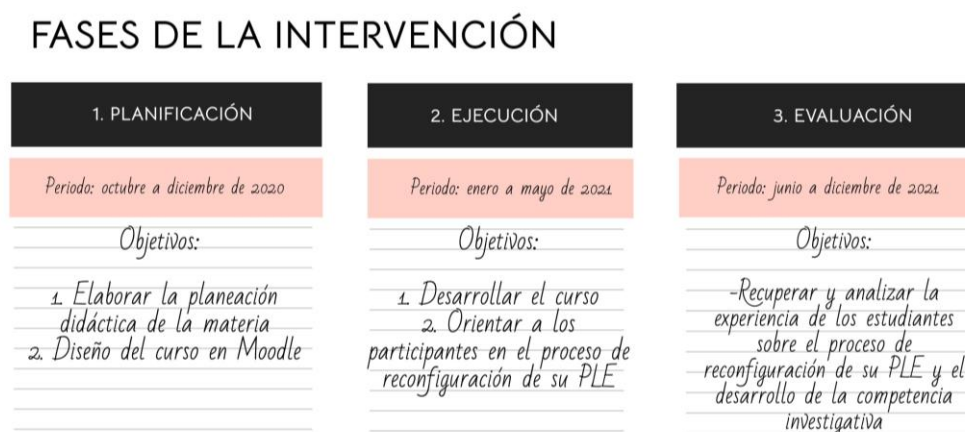 FASES DE LA INTERVENCIÓN
1. PLANIFICACIÓN
Periodo: octubre a diciembre de 2020
Objetivos:
1. Elaborar la planeación
didáctica de la materia
2. Diseño del curso en Moodle
2. EJECUCIÓN
Periodo: enero a mayo de 2021
Objetivos:
1. Desarrollar el curso
2. Orientar a los
participantes en el proceso de
reconfiguración de su PLE
3. EVALUACIÓN
Periodo: junio a diciembre de 2021
Objetivos:
-Recuperar y analizar la
experiencia de los estudiantes
sobre el proceso de
reconfiguración de su PLE y el
desarrollo de la competencia
investigativa